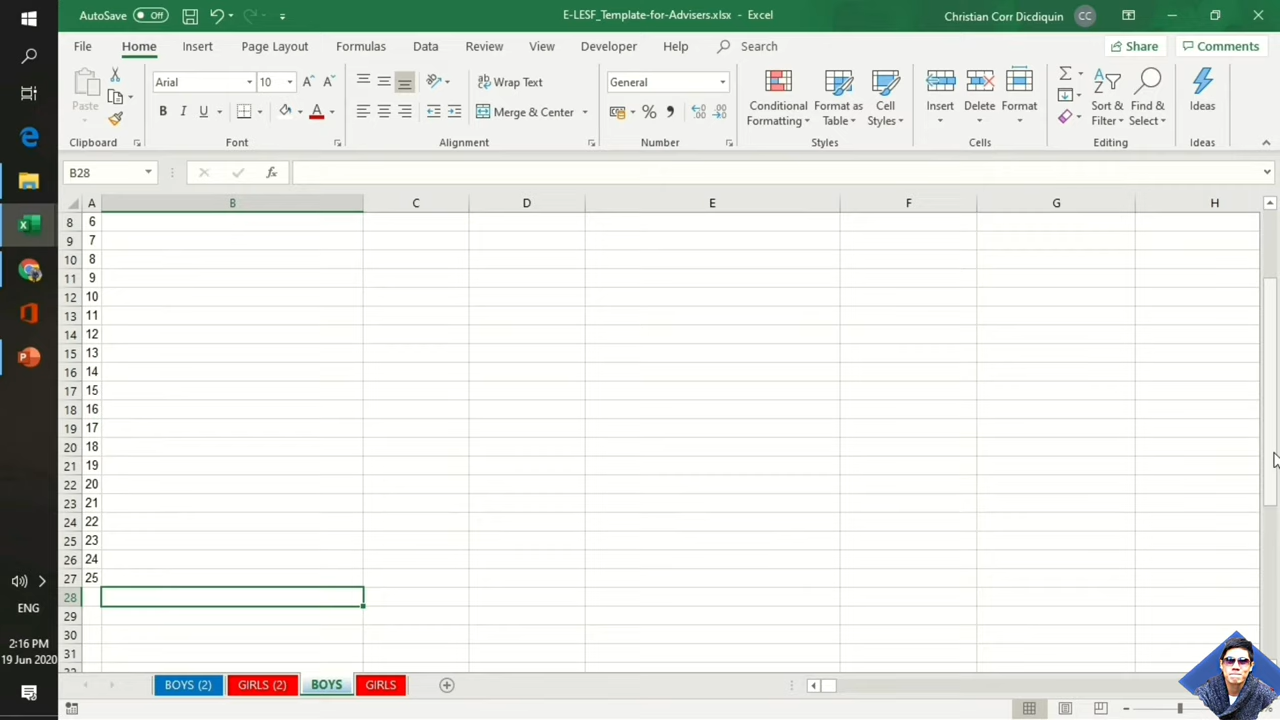 AutoSave Off
E-LESF_Template-for-Advisers.xlsx - Excel
Christian Corr Dicdiquin CC
File Home Insert Page Layout Formulas Data Review View Developer Help Search Share Comments
Paste
Arial 10
B I U A
Wrap Text
Merge & Center
General
% ,
Conditional Formatting
Format as Table
Cell Styles
Insert Delete Format
Sort & Filter
Find & Select
Ideas
Clipboard Font Alignment Number Styles Cells Editing Ideas
B28 fx
A B C D E F G H
8 6
9 7
10 8
11 9
12 10
13 11
14 12
15 13
16 14
17 15
18 16
19 17
20 18
21 19
22 20
23 21
24 22
25 23
26 24
27 25
28
29
30
31
BOYS (2) GIRLS (2) BOYS GIRLS
ENG
2:16 PM
19 Jun 2020